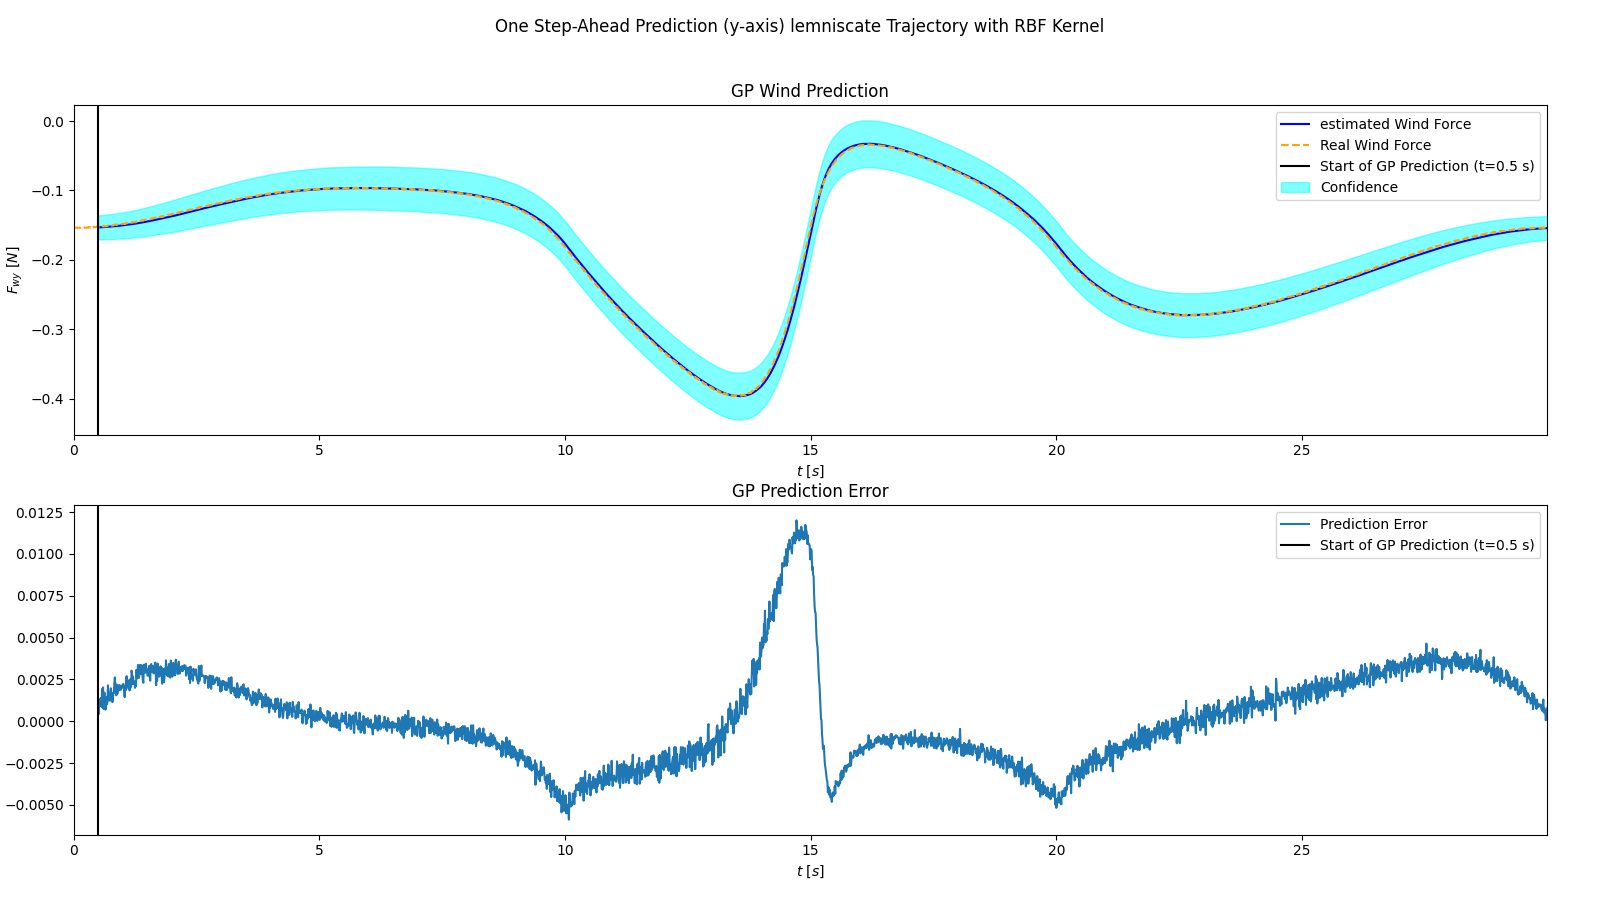 One Step-Ahead Prediction (y-axis) lemniscate Trajectory with RBF Kernel
GP Wind Prediction
estimated Wind Force
Real Wind Force
Start of GP Prediction (t=0.5 s)
Confidence
0.0
−0.1
−0.2
−0.3
−0.4
F_wy [N]
0 5 10 15 20 25
t [s]
GP Prediction Error
Prediction Error
Start of GP Prediction (t=0.5 s)
0.0125
0.0100
0.0075
0.0050
0.0025
0.0000
−0.0025
−0.0050
0 5 10 15 20 25
t [s]